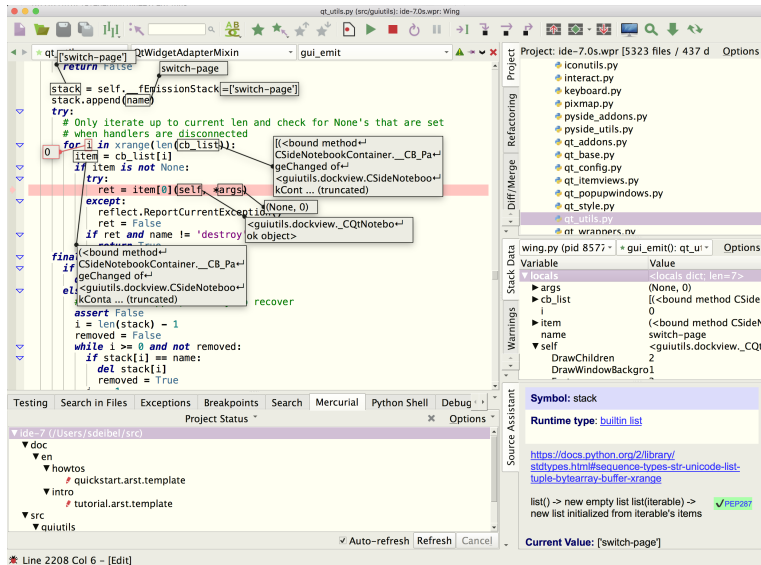 qt_utils.py (src/guiutils): ide-7.0s.wpr: Wing
['switch-page']
QtWidgetAdapterMixin
gui_emit
return False
switch-page
stack = self.__fEmissionStack
=['switch-page']
stack.append(name)
try:
# Only iterate up to current len and check for None's that are set
# when handlers are disconnected
for i in xrange(len(cb_list)):
0
item = cb_list[i]
if item is not None:
try:
ret = item[0](self, *args)
except:
reflect.ReportCurrentException()
ret = False
if ret and name != 'destroy'
return True
[(<bound method↵
CSideNotebookContainer.__CB_Pa↵
geChanged of↵
<guiutils.dockview._CQtNoteboo↵
kCont ... (truncated)
(None, 0)
<guiutils.dockview._CQtNotebo↵
ok object>
(<bound method↵
CSideNotebookContainer.__CB_Pa↵
geChanged of↵
<guiutils.dockview._CQtNoteboo↵
kConta ... (truncated)
if
recover
assert False
i = len(stack) - 1
removed = False
while i >= 0 and not removed:
if stack[i] == name:
del stack[i]
removed = True
Testing Search in Files Exceptions Breakpoints Search Mercurial Python Shell Debug
Project Status
Options
ide-7 (/Users/sdeibel/src)
doc
en
howtos
quickstart.arst.template
intro
tutorial.arst.template
src
guiutils
Auto-refresh Refresh Cancel
Line 2208 Col 6 - [Edit]
Project
Refactoring
Diff/Merge
Project: ide-7.0s.wpr [5323 files / 437 d Options
iconutils.py
interact.py
keyboard.py
pixmap.py
pyside_addons.py
pyside_utils.py
qt_addons.py
qt_base.py
qt_config.py
qt_itemviews.py
qt_popupwindows.py
qt_style.py
qt_utils.py
qt_wrappers.py
Stack Data
Warnings
wing.py (pid 8577 gui_emit(): qt_u Options
Variable Value
locals <locals dict; len=7>
args (None, 0)
cb_list [(<bound method CSideN
i 0
item (<bound method CSideN
name switch-page
self <guiutils.dockview._CQt
DrawChildren 2
DrawWindowBackgro 1
Source Assistant
Symbol: stack
Runtime type: builtin list
https://docs.python.org/2/library/
stdtypes.html#sequence-types-str-unicode-list-
tuple-bytearray-buffer-xrange
list() -> new empty list list(iterable) ->
new list initialized from iterable's items
✓PEP287
Current Value: ['switch-page']